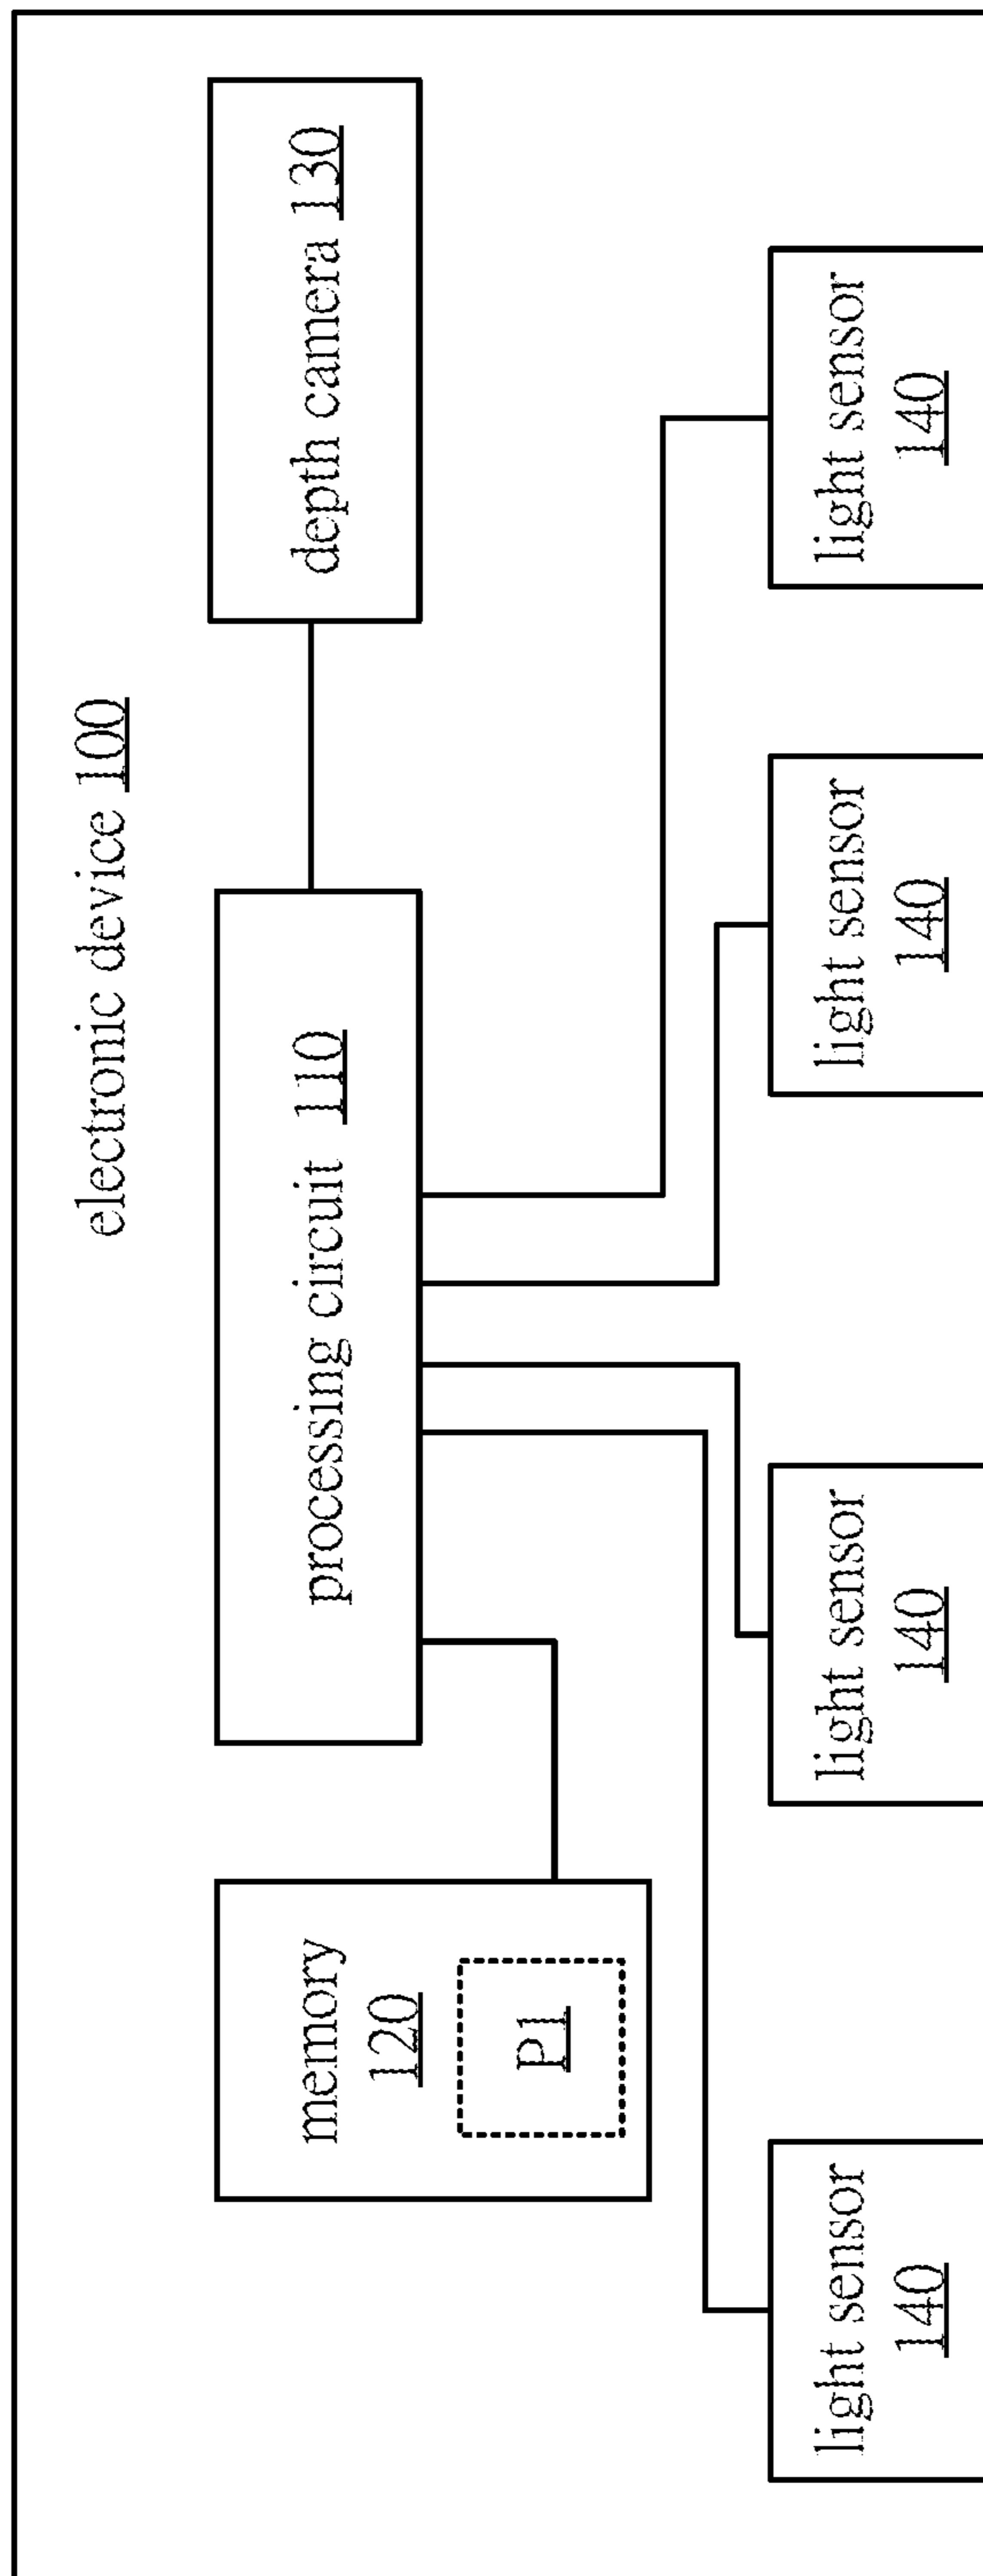 electronic device 100
memory
120
P1
processing circuit 110
depth camera 130
light sensor
140
light sensor
140
light sensor
140
light sensor
140